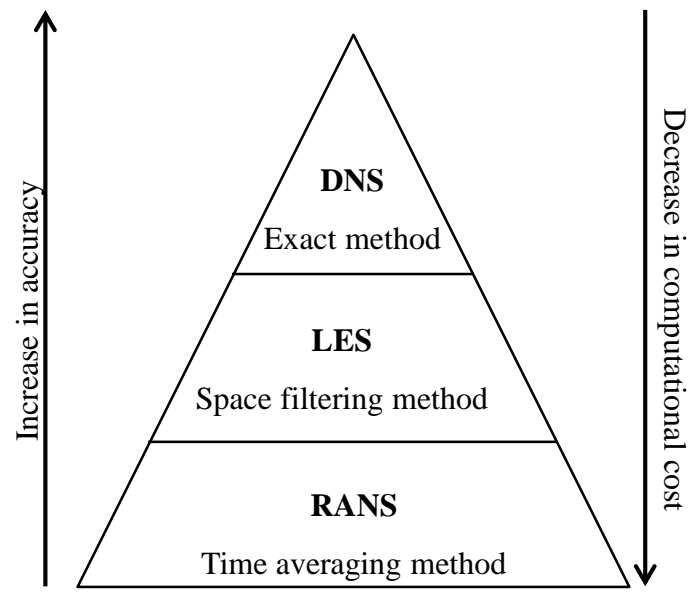 Increase in accuracy
DNS
Exact method
LES
Space filtering method
RANS
Time averaging method
Decrease in computational cost